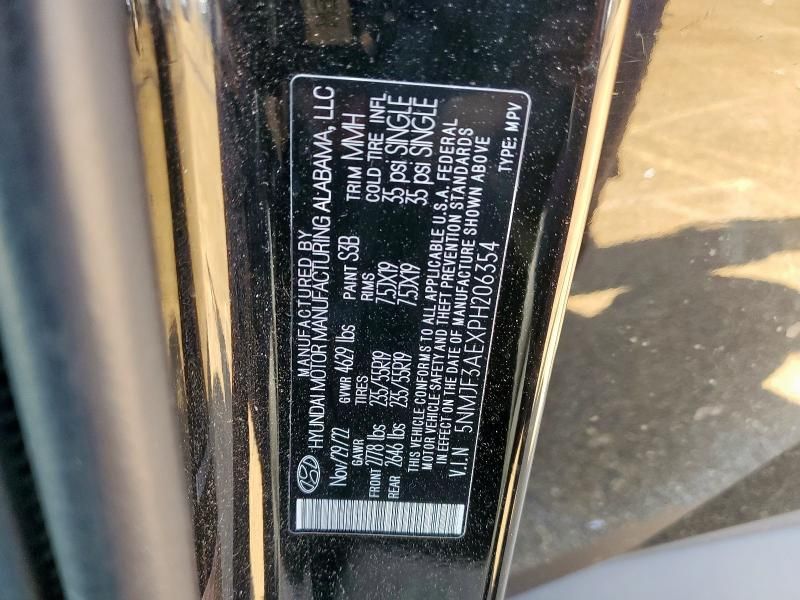 MANUFACTURED BY
HYUNDAI MOTOR MANUFACTURING ALABAMA, LLC
Nov/29/22 GVWR 4629 lbs PAINT S3B TRIM MMH
GAWR TIRES RIMS COLD TIRE INFL
FRONT 2778 lbs 235/55R19 7.5JX19 35 psi SINGLE
REAR 2646 lbs 235/55R19 7.5JX19 35 psi SINGLE
THIS VEHICLE CONFORMS TO ALL APPLICABLE U.S.A. FEDERAL
MOTOR VEHICLE SAFETY AND THEFT PREVENTION STANDARDS
IN EFFECT ON THE DATE OF MANUFACTURE SHOWN ABOVE
V.I.N 5NMJF3AEXPH206354 TYPE: MPV